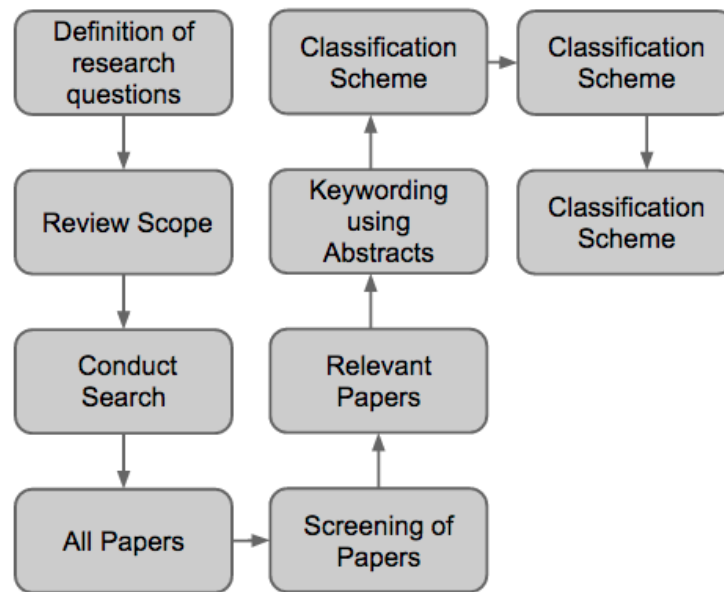 Definition of
research
questions
Review Scope
Conduct
Search
All Papers
Screening of
Papers
Relevant
Papers
Keywording
using
Abstracts
Classification
Scheme
Classification
Scheme
Classification
Scheme